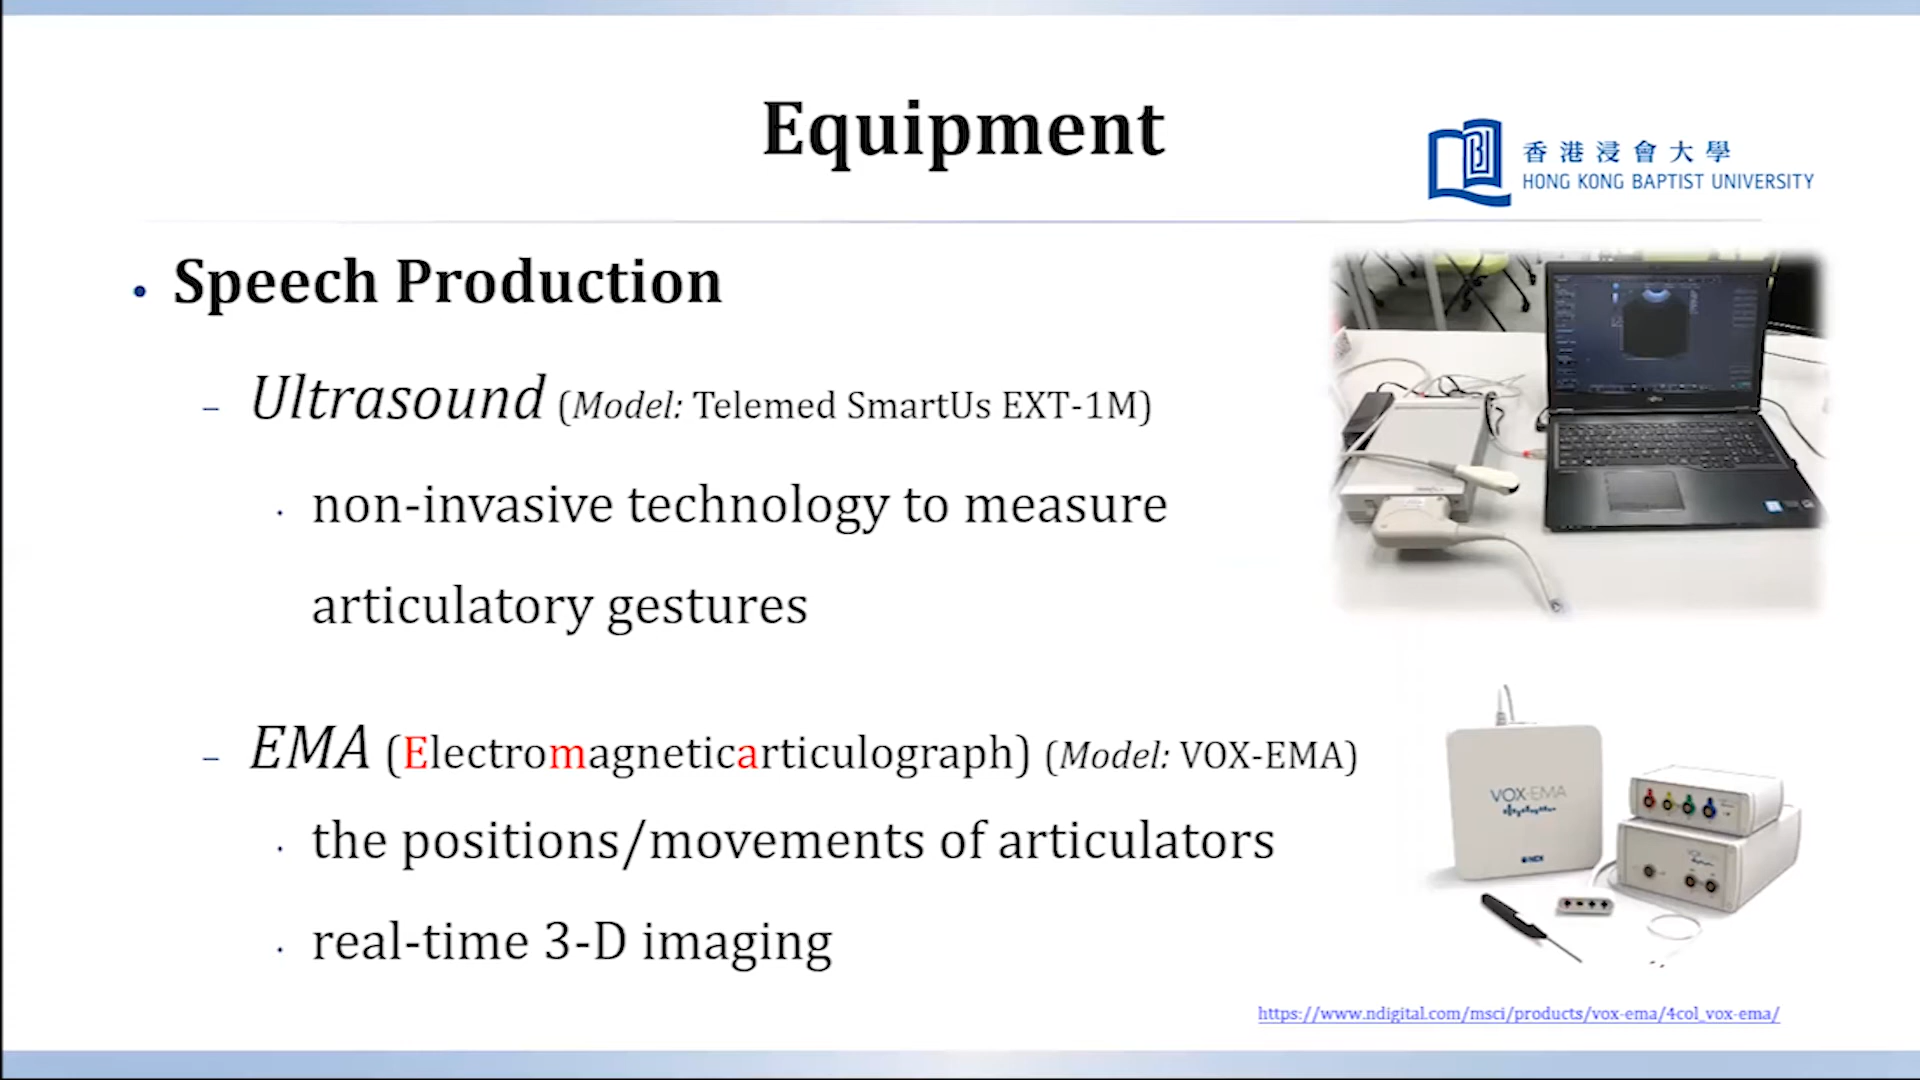 Equipment
香港浸會大學
HONG KONG BAPTIST UNIVERSITY
• Speech Production
– Ultrasound (Model: Telemed SmartUs EXT-1M)
· non-invasive technology to measure
articulatory gestures
– EMA (Electromagneticarticulograph) (Model: VOX-EMA)
· the positions/movements of articulators
· real-time 3-D imaging
VOX-EMA
NDI
https://www.ndigital.com/msci/products/vox-ema/4col_vox-ema/